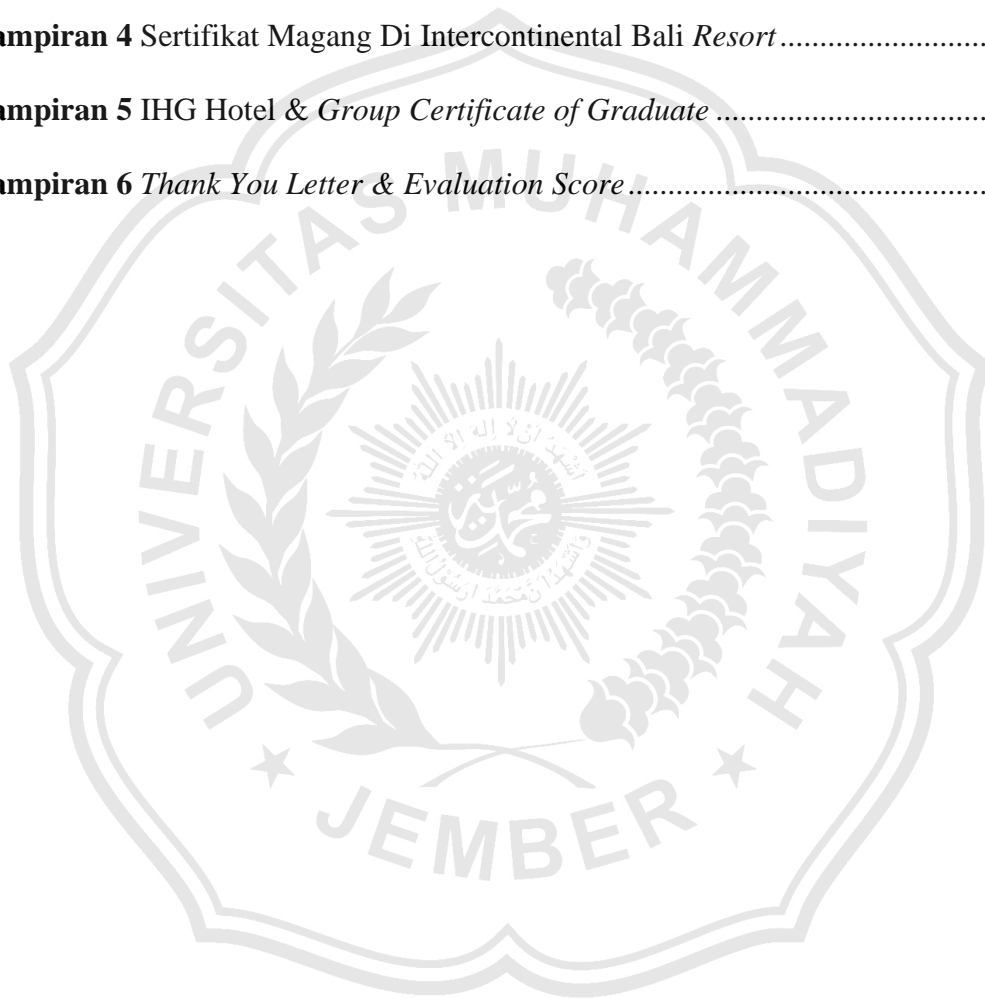 ampiran 4 Sertifikat Magang Di Intercontinental Bali Resort...............................
ampiran 5 IHG Hotel & Group Certificate of Graduate.......................................
ampiran 6 Thank You Letter & Evaluation Score..................................................
UNIVERSITAS MUHAMMADIYAH
JEMBER